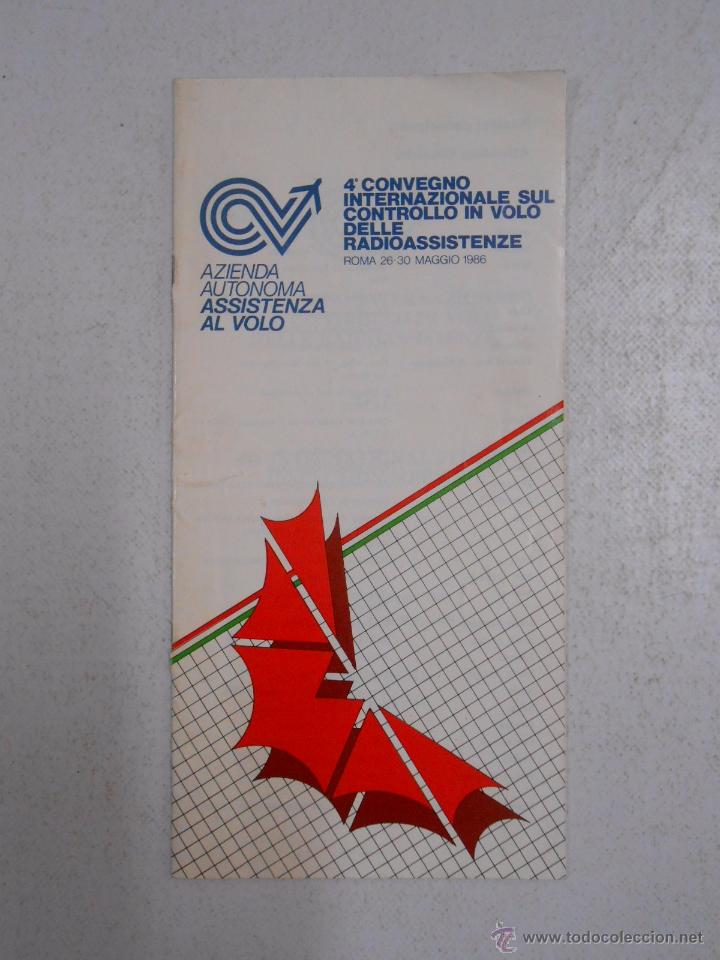 4° CONVEGNO
INTERNAZIONALE SUL
CONTROLLO IN VOLO
DELLE
RADIOASSISTENZE
ROMA 26-30 MAGGIO 1986
AZIENDA
AUTONOMA
ASSISTENZA
AL VOLO
© www.todocoleccion.net